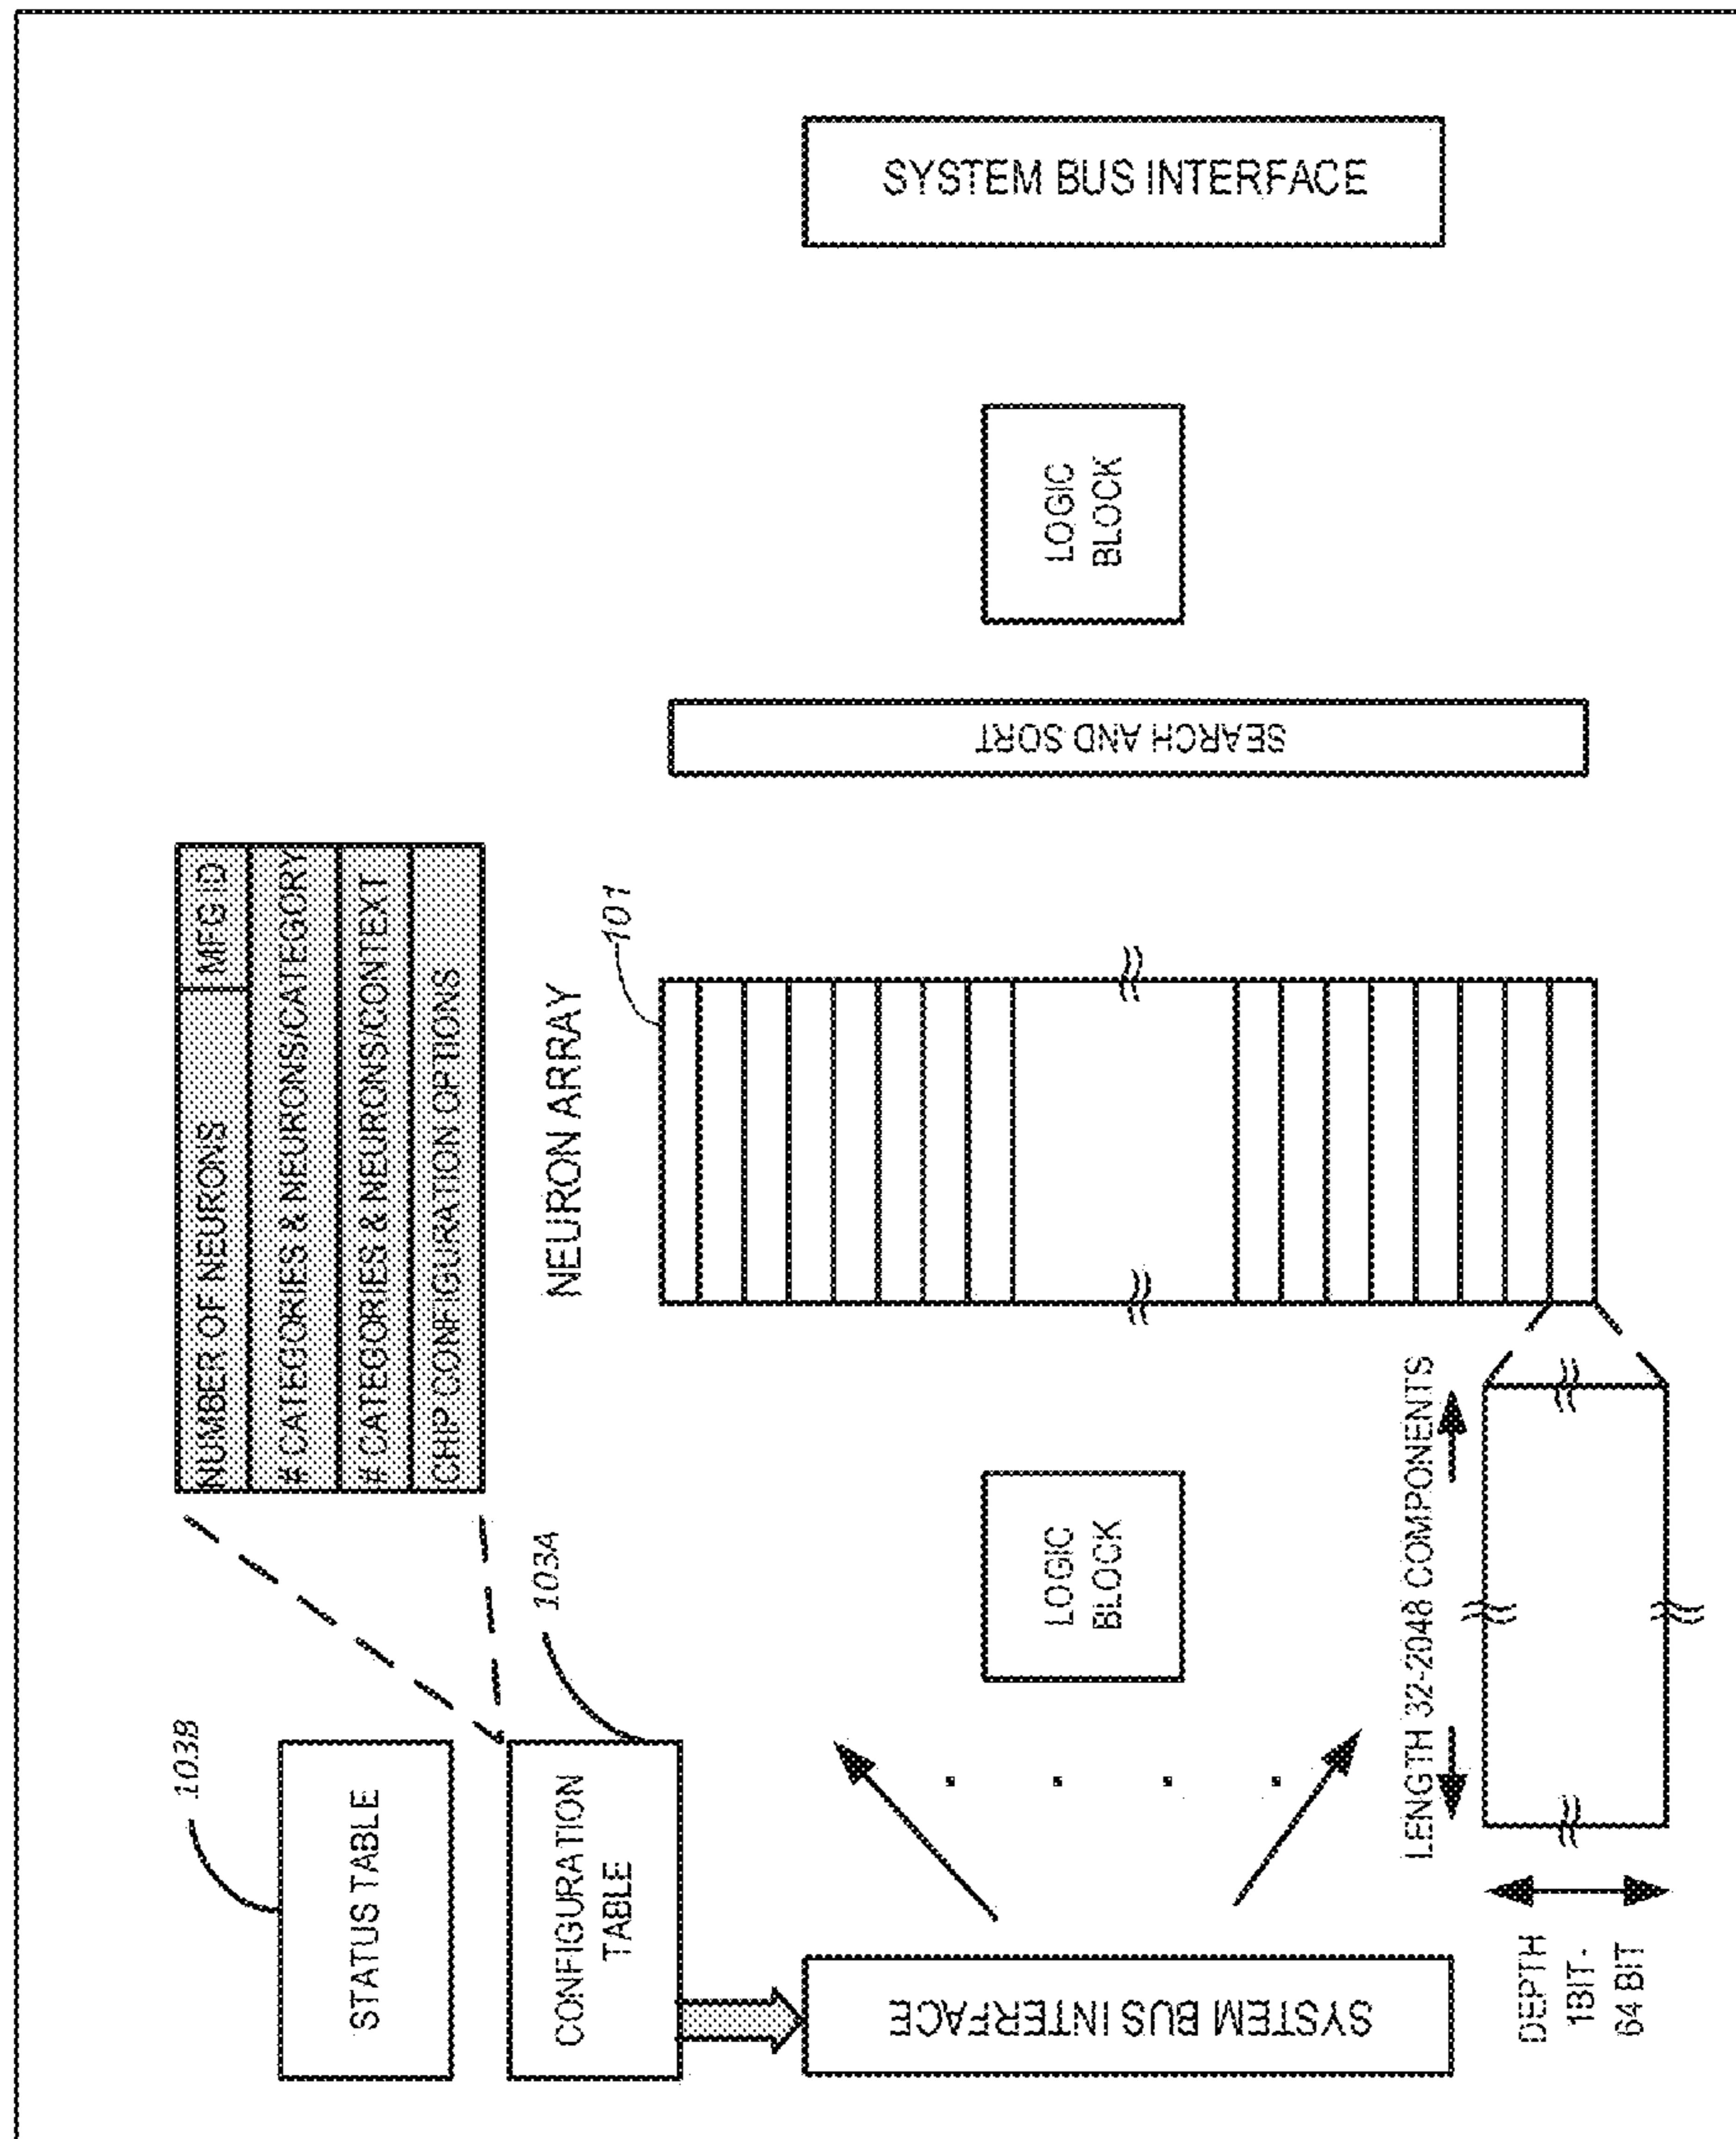 103B
STATUS TABLE
CONFIGURATION
TABLE
103A
NUMBER OF NEURONS
MFG ID
# CATEGORIES & NEURONS/CATEGORY
# CATEGORIES & NEURONS/CONTEXT
CHIP CONFIGURATION OPTIONS
NEURON ARRAY
101
SYSTEM BUS INTERFACE
LOGIC
BLOCK
SEARCH AND SORT
LOGIC
BLOCK
SYSTEM BUS INTERFACE
LENGTH 32-2048 COMPONENTS
DEPTH
1BIT -
64 BIT